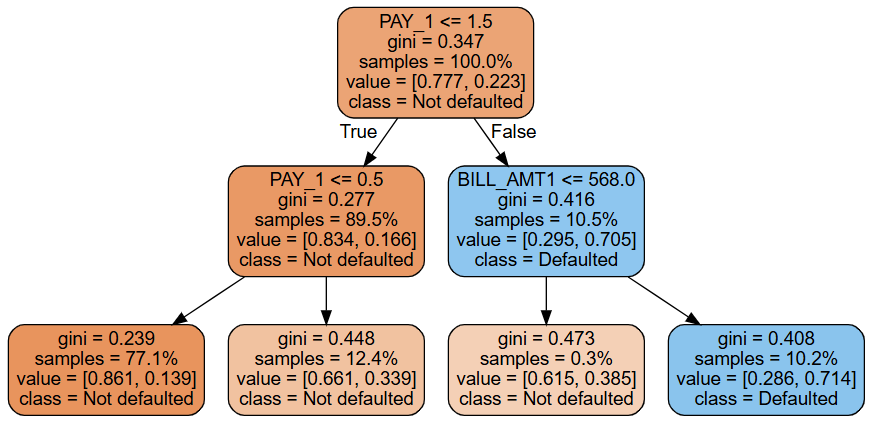 PAY_1 <= 1.5
gini = 0.347
samples = 100.0%
value = [0.777, 0.223]
class = Not defaulted
True
False
PAY_1 <= 0.5
gini = 0.277
samples = 89.5%
value = [0.834, 0.166]
class = Not defaulted
BILL_AMT1 <= 568.0
gini = 0.416
samples = 10.5%
value = [0.295, 0.705]
class = Defaulted
gini = 0.239
samples = 77.1%
value = [0.861, 0.139]
class = Not defaulted
gini = 0.448
samples = 12.4%
value = [0.661, 0.339]
class = Not defaulted
gini = 0.473
samples = 0.3%
value = [0.615, 0.385]
class = Not defaulted
gini = 0.408
samples = 10.2%
value = [0.286, 0.714]
class = Defaulted